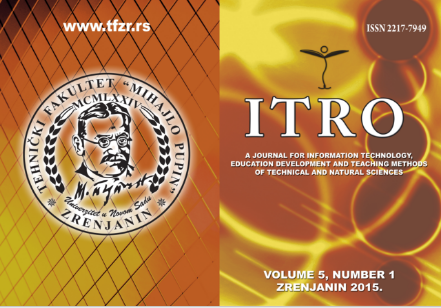 www.tfzr.rs
TEHNIČKI FAKULTET "MIHAJLO PUPIN"
MCMLXXIV
Univerzitet u Novom Sadu
ZRENJANIN
ISSN 2217-7949
ITRO
A JOURNAL FOR INFORMATION TECHNOLOGY,
EDUCATION DEVELOPMENT AND TEACHING METHODS
OF TECHNICAL AND NATURAL SCIENCES
VOLUME 5, NUMBER 1
ZRENJANIN 2015.